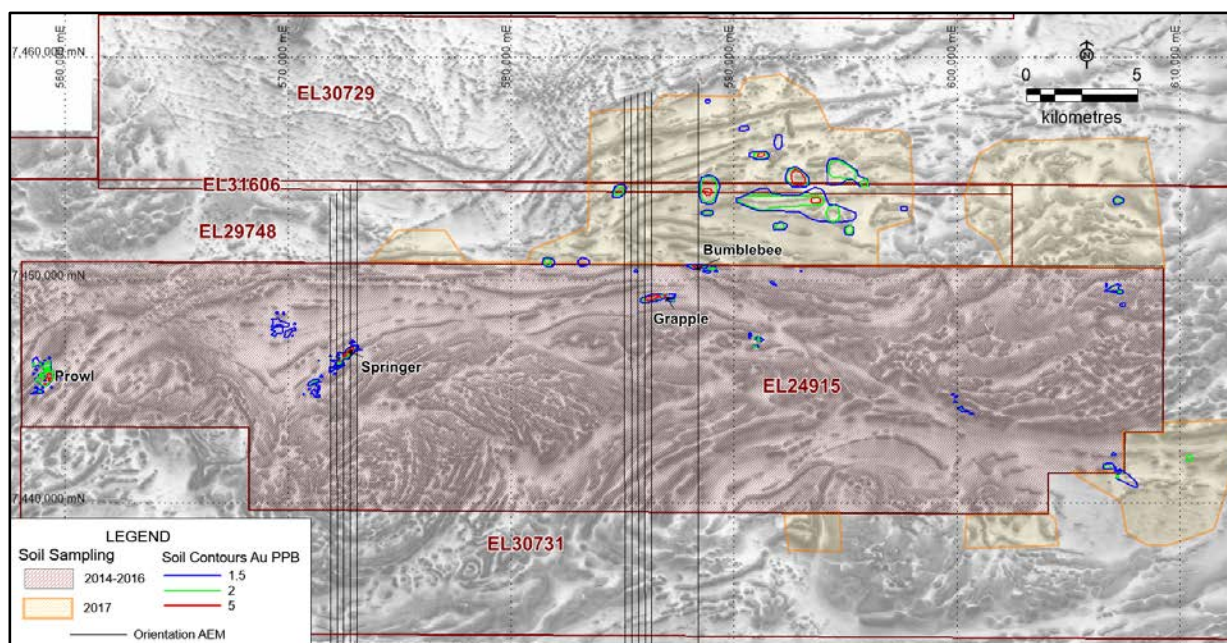 560,000 mE
570,000 mE
580,000 mE
590,000 mE
600,000 mE
610,000 mE
7,460,000 mN
EL30729
0
5
kilometres
EL31606
EL29748
Bumblebee
7,450,000 mN
Grapple
Springer
Prowl
EL24915
7,440,000 mN
EL30731
LEGEND
Soil Sampling
Soil Contours Au PPB
2014-2016
1.5
2
2017
5
Orientation AEM